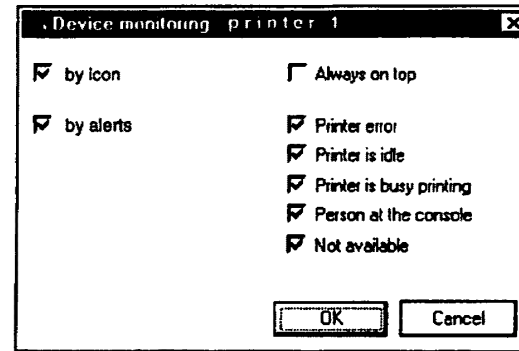 Device monitoring printer 1
by icon
Always on top
by alerts
Printer error
Printer is idle
Printer is busy printing
Person at the console
Not available
OK
Cancel